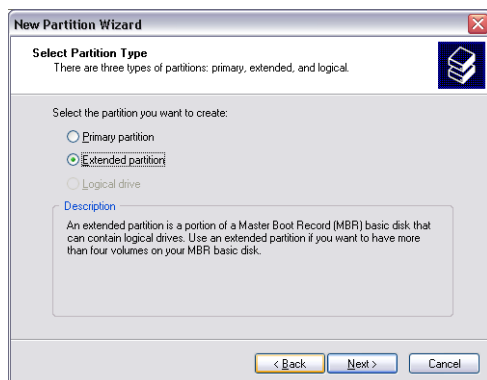 New Partition Wizard
Select Partition Type
There are three types of partitions: primary, extended, and logical.
Select the partition you want to create:
Primary partition
Extended partition
Logical drive
Description
An extended partition is a portion of a Master Boot Record (MBR) basic disk that
can contain logical drives. Use an extended partition if you want to have more
than four volumes on your MBR basic disk.
< Back
Next >
Cancel